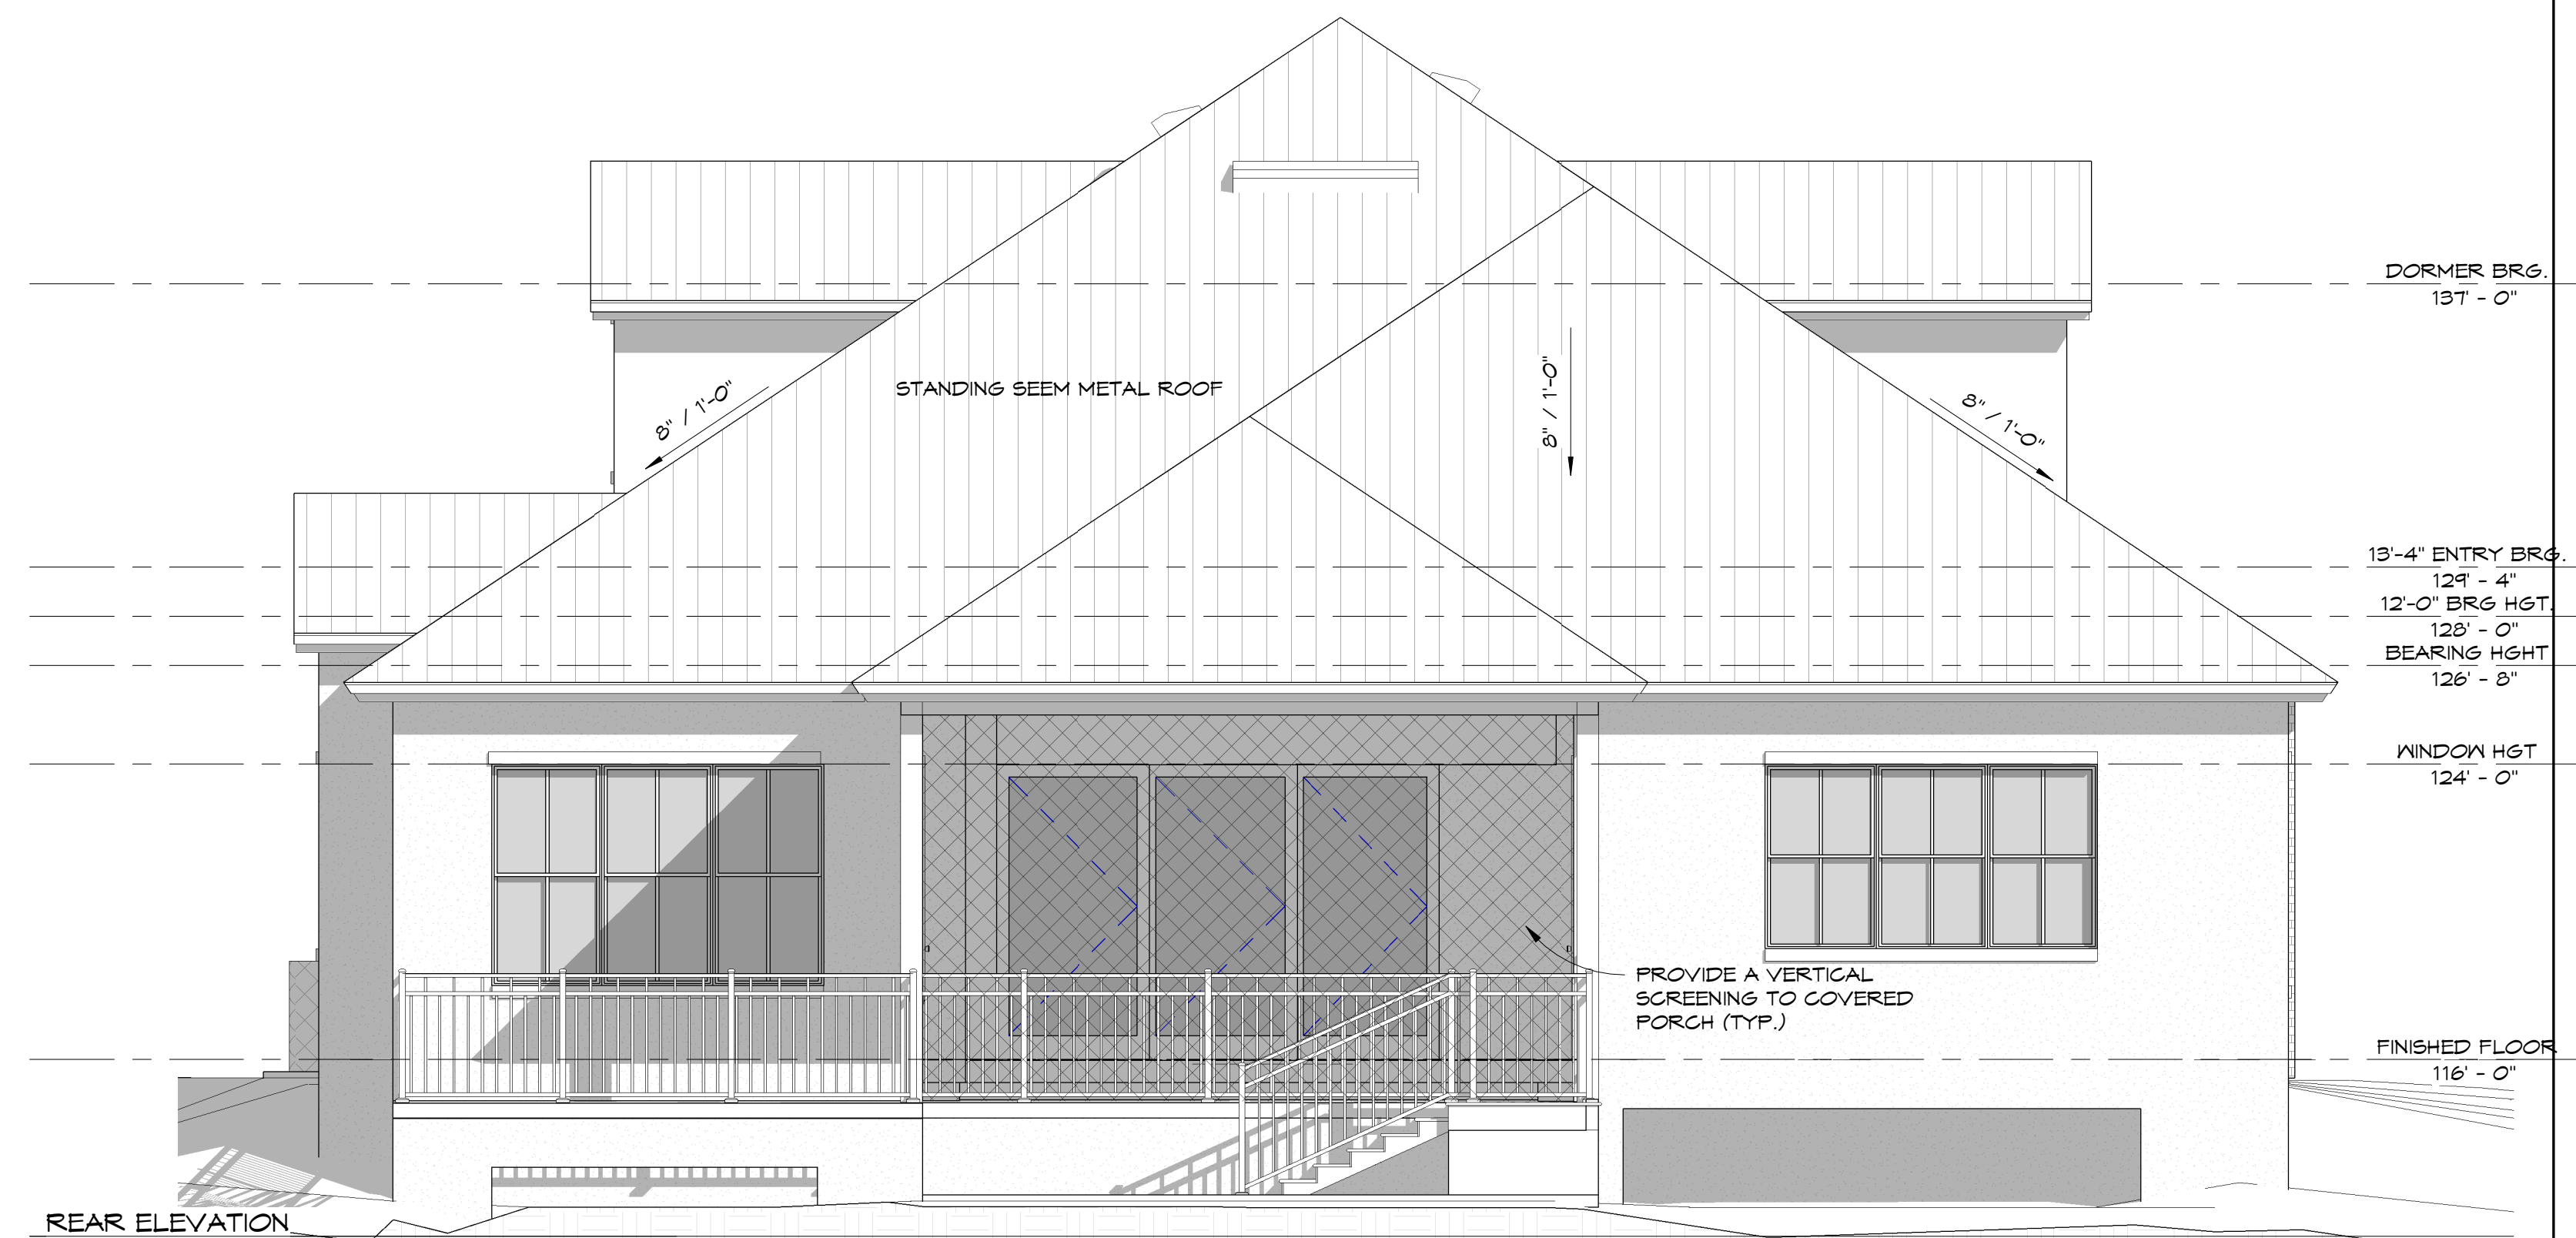 DORMER BRG.
137' - 0"
8" / 1'-0"
STANDING SEEM METAL ROOF
8" / 1'-0"
8" / 1'-0"
13'-4" ENTRY BRG.
129' - 4"
12'-0" BRG HGT.
128' - 0"
BEARING HGHT
126' - 8"
WINDOW HGT
124' - 0"
PROVIDE A VERTICAL
SCREENING TO COVERED
PORCH (TYP.)
FINISHED FLOOR
116' - 0"
REAR ELEVATION